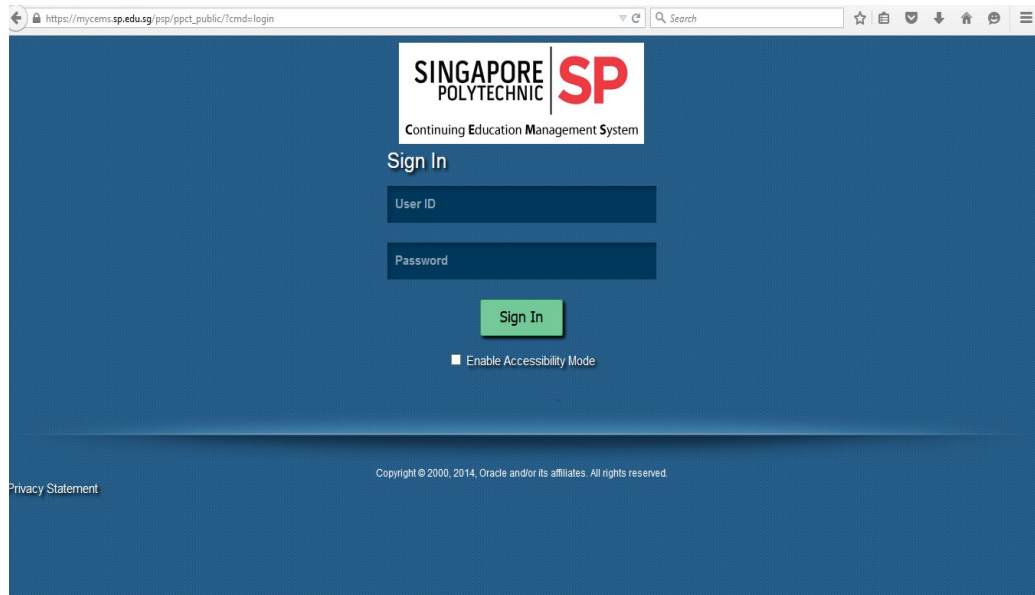 https://mycems.sp.edu.sg/psp/ppct_public/?cmd=login
Search
SINGAPORE
POLYTECHNIC
SP
Continuing Education Management System
Sign In
User ID
Password
Sign In
Enable Accessibility Mode
Copyright © 2000, 2014, Oracle and/or its affiliates. All rights reserved.
Privacy Statement